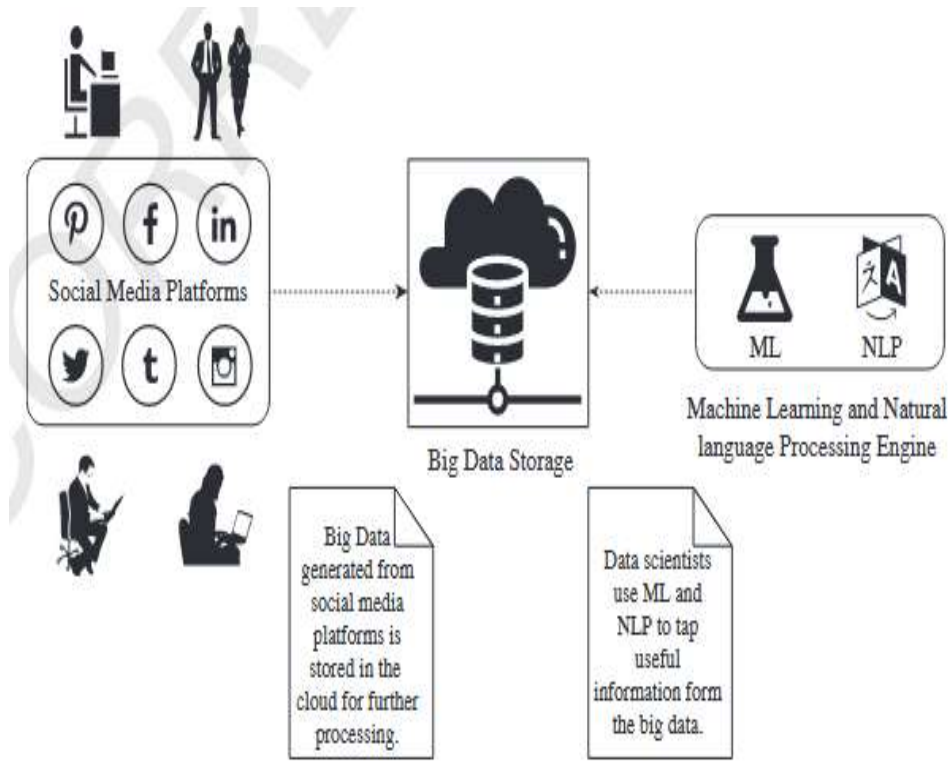 Social Media Platforms
Big Data Storage
ML
NLP
Machine Learning and Natural
language Processing Engine
Big Data
generated from
social media
platforms is
stored in the
cloud for further
processing.
Data scientists
use ML and
NLP to tap
useful
information form
the big data.